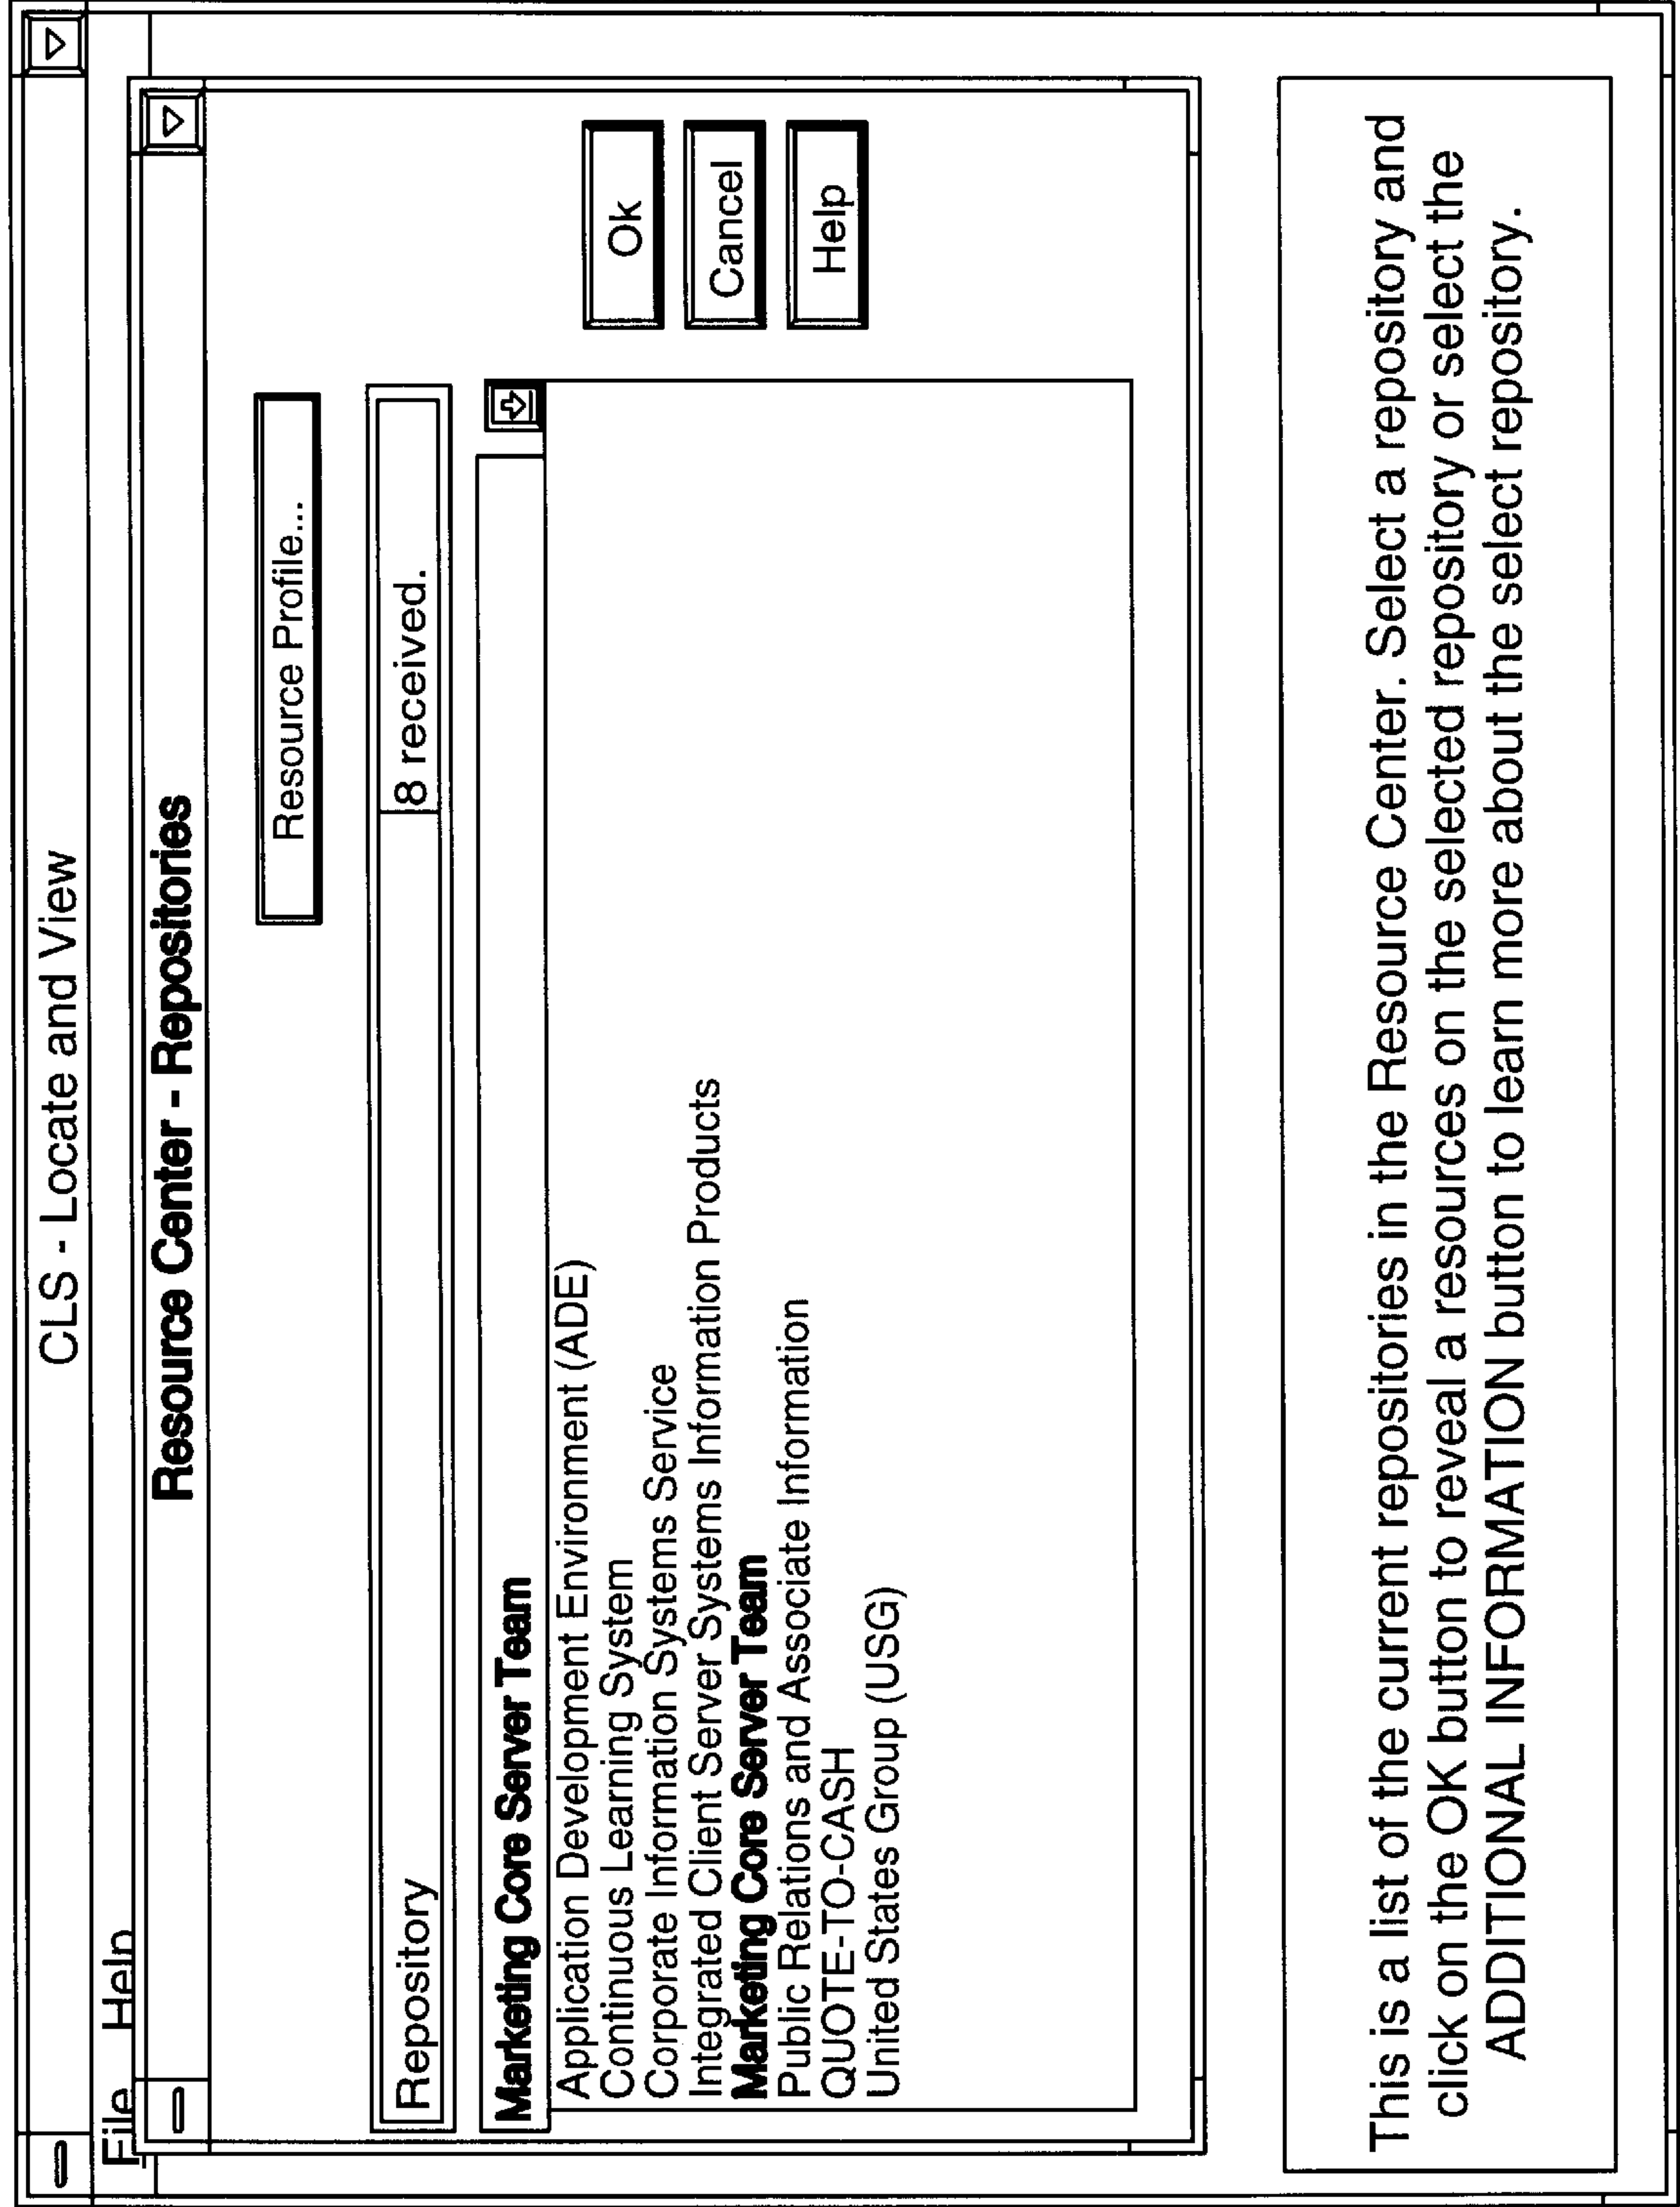 CLS - Locate and View
File Help
Resource Center - Repositories
Resource Profile...
Repository 8 received.
Marketing Core Server Team
Application Development Environment (ADE)
Continuous Learning System
Corporate Information Systems Service
Integrated Client Server Systems Information Products
Marketing Core Server Team
Public Relations and Associate Information
QUOTE-TO-CASH
United States Group (USG)
Ok
Cancel
Help
This is a list of the current repositories in the Resource Center. Select a repository and
click on the OK button to reveal a resources on the selected repository or select the
ADDITIONAL INFORMATION button to learn more about the select repository.